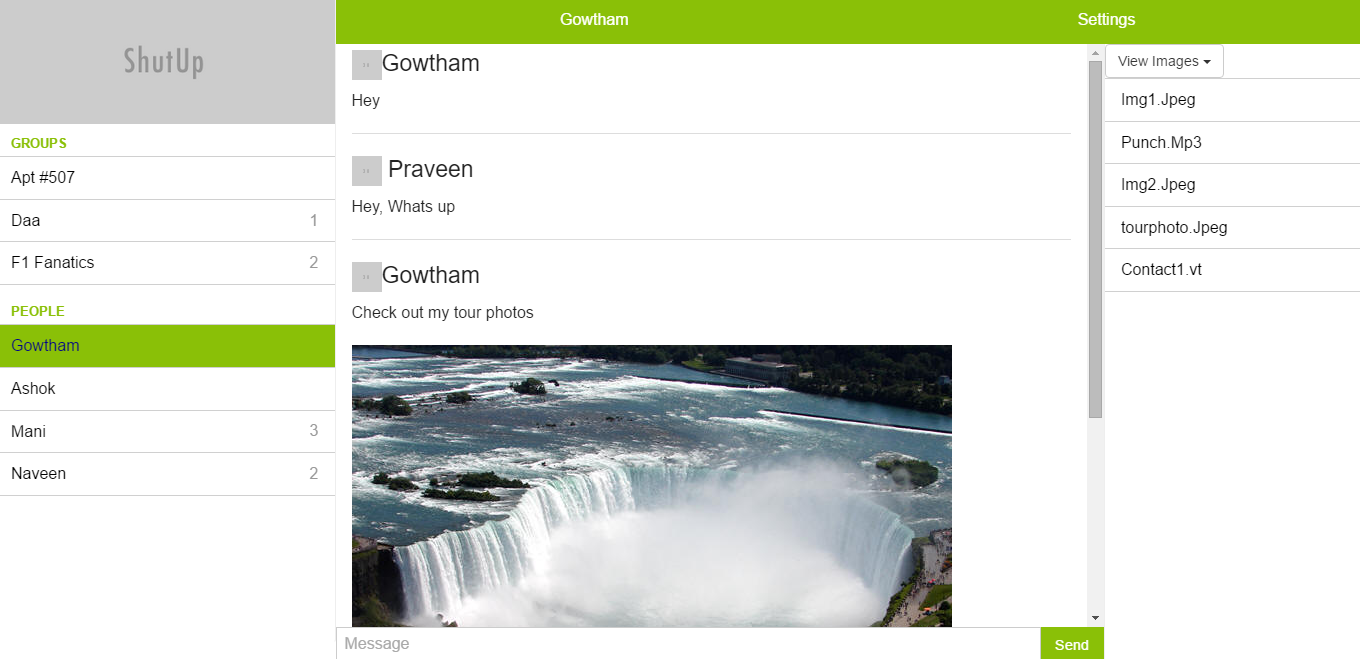 ShutUp
GROUPS
Apt #507
Daa 1
F1 Fanatics 2
PEOPLE
Gowtham
Ashok
Mani 3
Naveen 2
Gowtham
Settings
Gowtham
Hey
Praveen
Hey, Whats up
Gowtham
Check out my tour photos
Message
Send
View Images
Img1.Jpeg
Punch.Mp3
Img2.Jpeg
tourphoto.Jpeg
Contact1.vt